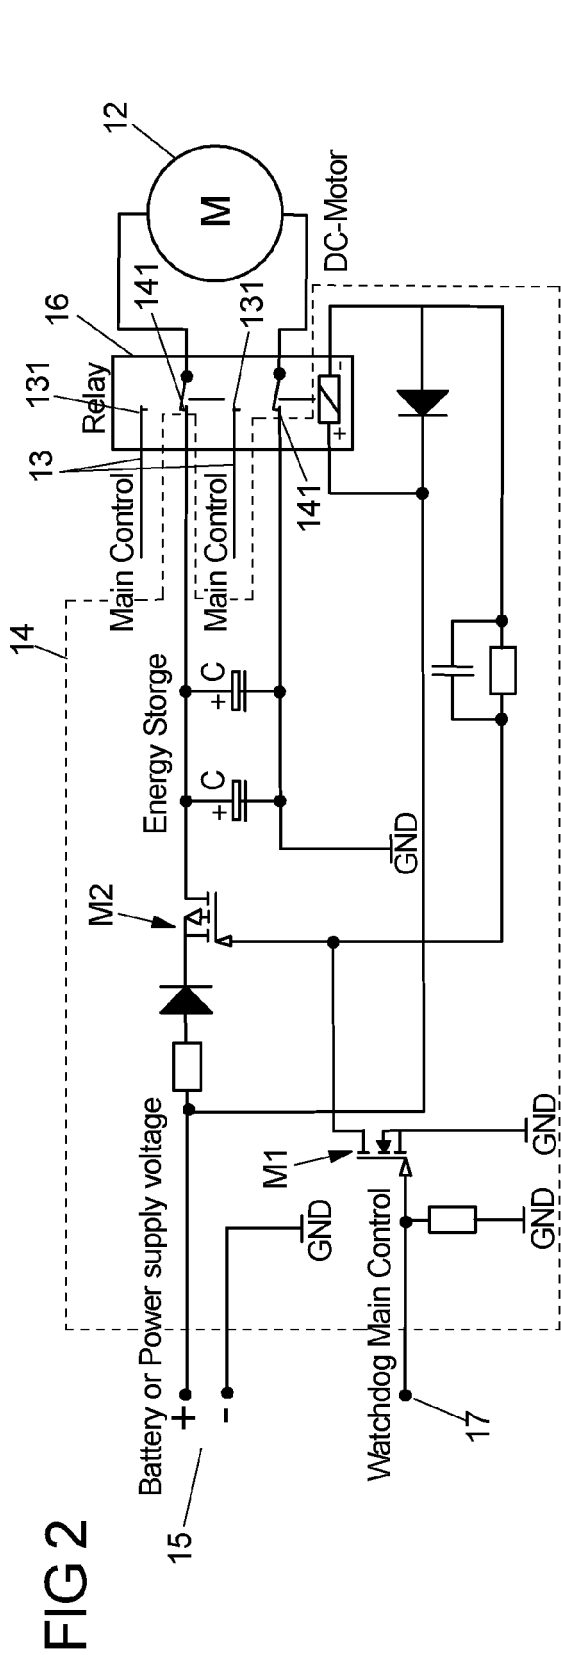 FIG 2
14
Energy Storge
Main Control
13
131
Relay
16
141
12
M
DC-Motor
Main Control
131
141
+
-
C
+
C
+
M2
GND
Battery or Power supply voltage
+
-
15
GND
M1
Watchdog Main Control
17
GND
GND